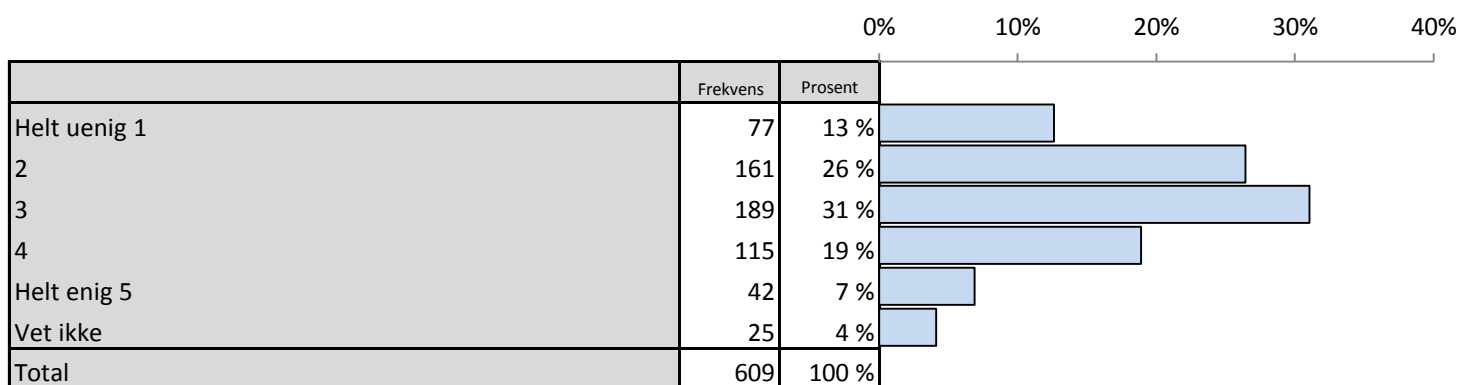 0% 10% 20% 30% 40%
Frekvens Prosent
Helt uenig 1 77 13 %
2 161 26 %
3 189 31 %
4 115 19 %
Helt enig 5 42 7 %
Vet ikke 25 4 %
Total 609 100 %